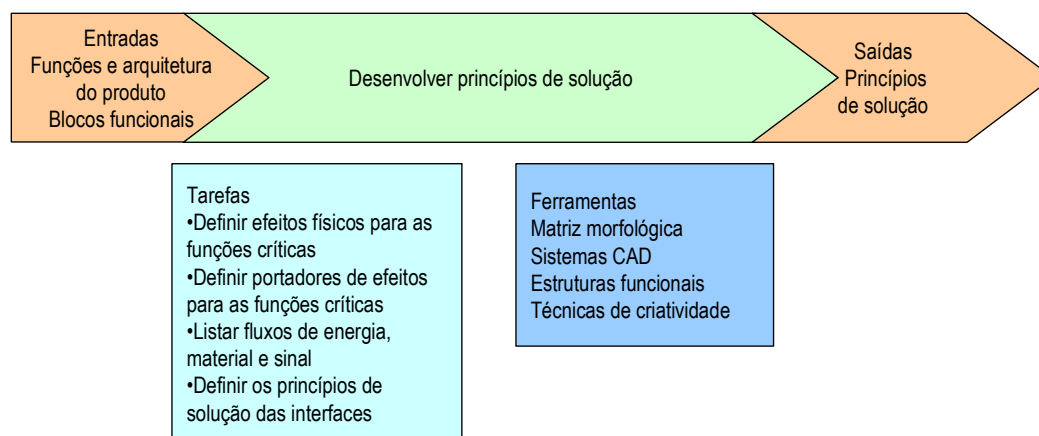 Entradas
Funções e arquitetura
do produto
Blocos funcionais
Desenvolver princípios de solução
Saídas
Princípios
de solução
Tarefas
•Definir efeitos físicos para as
funções críticas
•Definir portadores de efeitos
para as funções críticas
•Listar fluxos de energia,
material e sinal
•Definir os princípios de
solução das interfaces
Ferramentas
Matriz morfológica
Sistemas CAD
Estruturas funcionais
Técnicas de criatividade